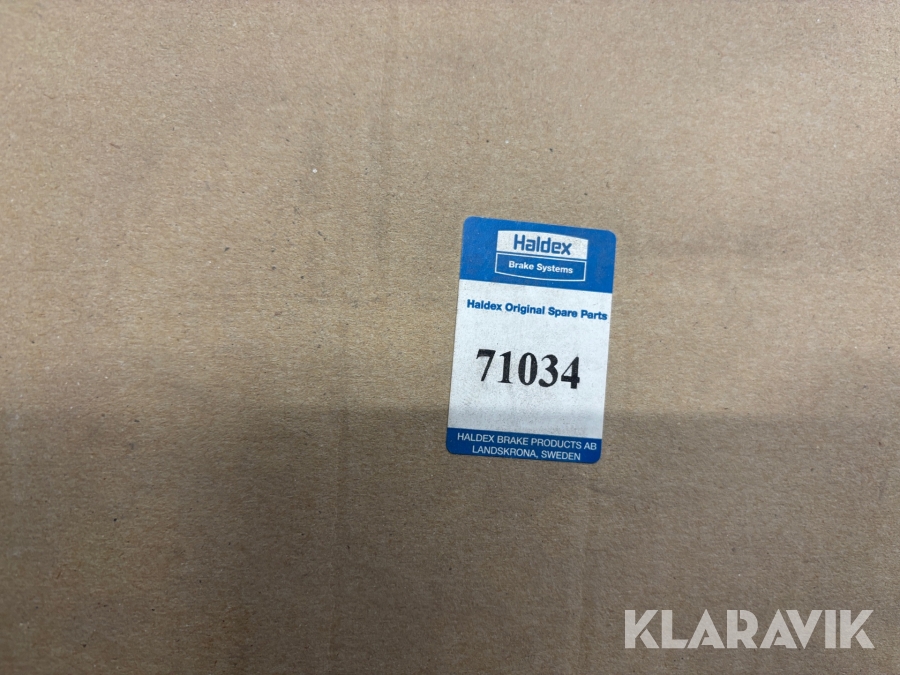 Haldex
Brake Systems
Haldex Original Spare Parts
71034
HALDEX BRAKE PRODUCTS AB
LANDSKRONA, SWEDEN
KLARAVIK